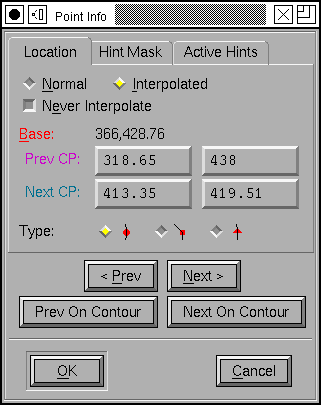 Point Info
Location Hint Mask Active Hints
Normal Interpolated
Never Interpolate
Base: 366,428.76
Prev CP: 318.65 438
Next CP: 413.35 419.51
Type:
< Prev Next >
Prev On Contour Next On Contour
OK Cancel